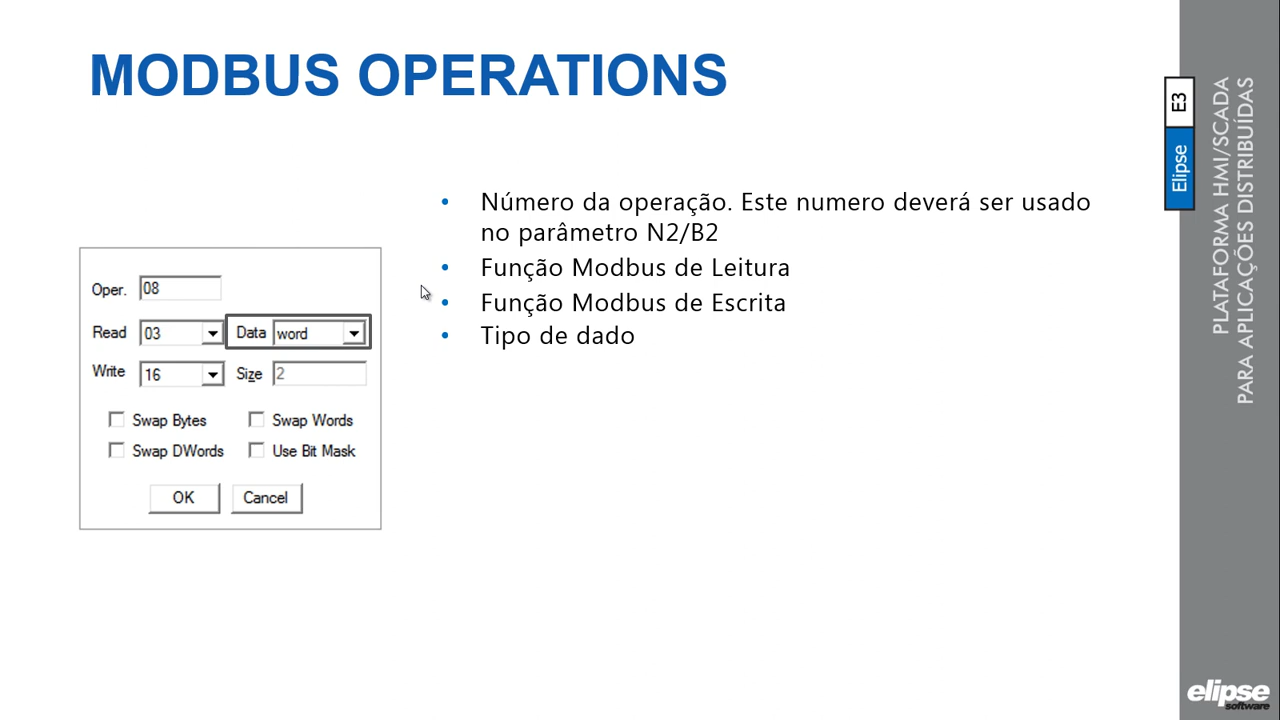 MODBUS OPERATIONS
• Número da operação. Este numero deverá ser usado
no parâmetro N2/B2
• Função Modbus de Leitura
• Função Modbus de Escrita
• Tipo de dado
Oper. 08
Read 03 Data word
Write 16 Size 2
Swap Bytes Swap Words
Swap DWords Use Bit Mask
OK Cancel
Elipse E3
PLATAFORMA HMI/SCADA
PARA APLICAÇÕES DISTRIBUÍDAS
elipse
software